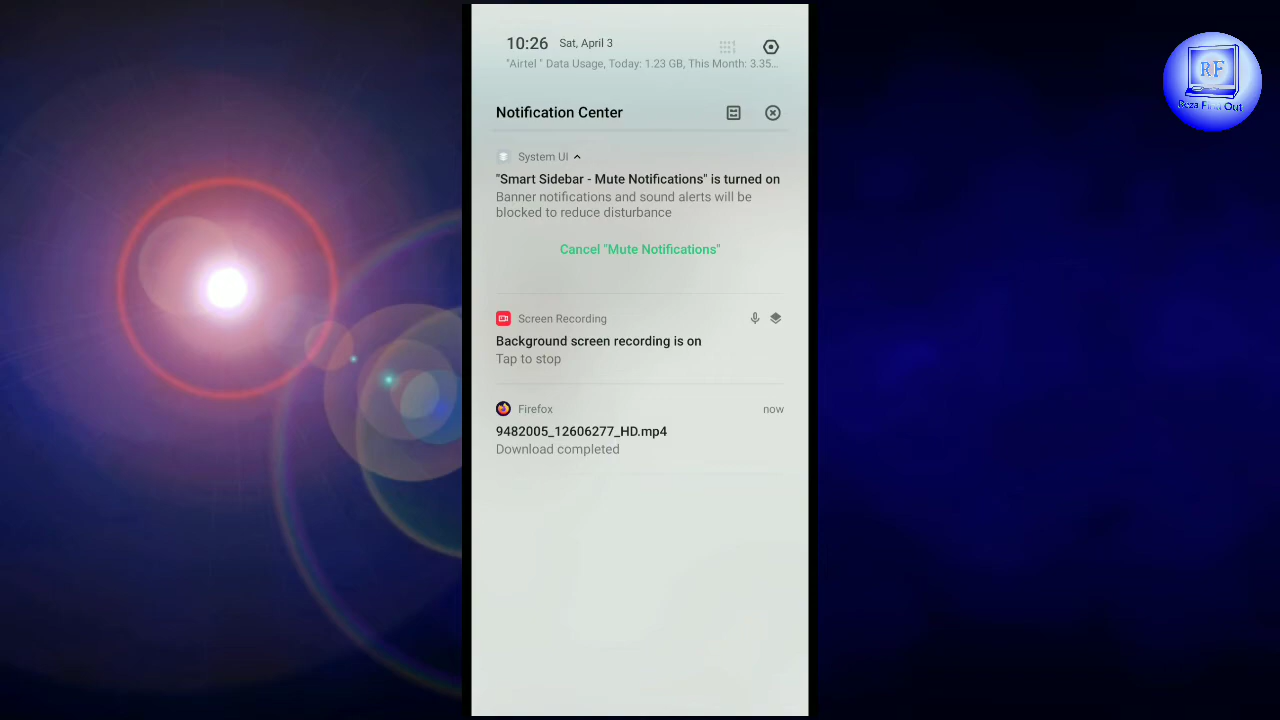 10:26 Sat, April 3
"Airtel " Data Usage, Today: 1.23 GB, This Month: 3.35...
Notification Center
System UI
"Smart Sidebar - Mute Notifications" is turned on
Banner notifications and sound alerts will be
blocked to reduce disturbance
Cancel "Mute Notifications"
Screen Recording
Background screen recording is on
Tap to stop
Firefox now
9482005_12606277_HD.mp4
Download completed
RF
Find Out